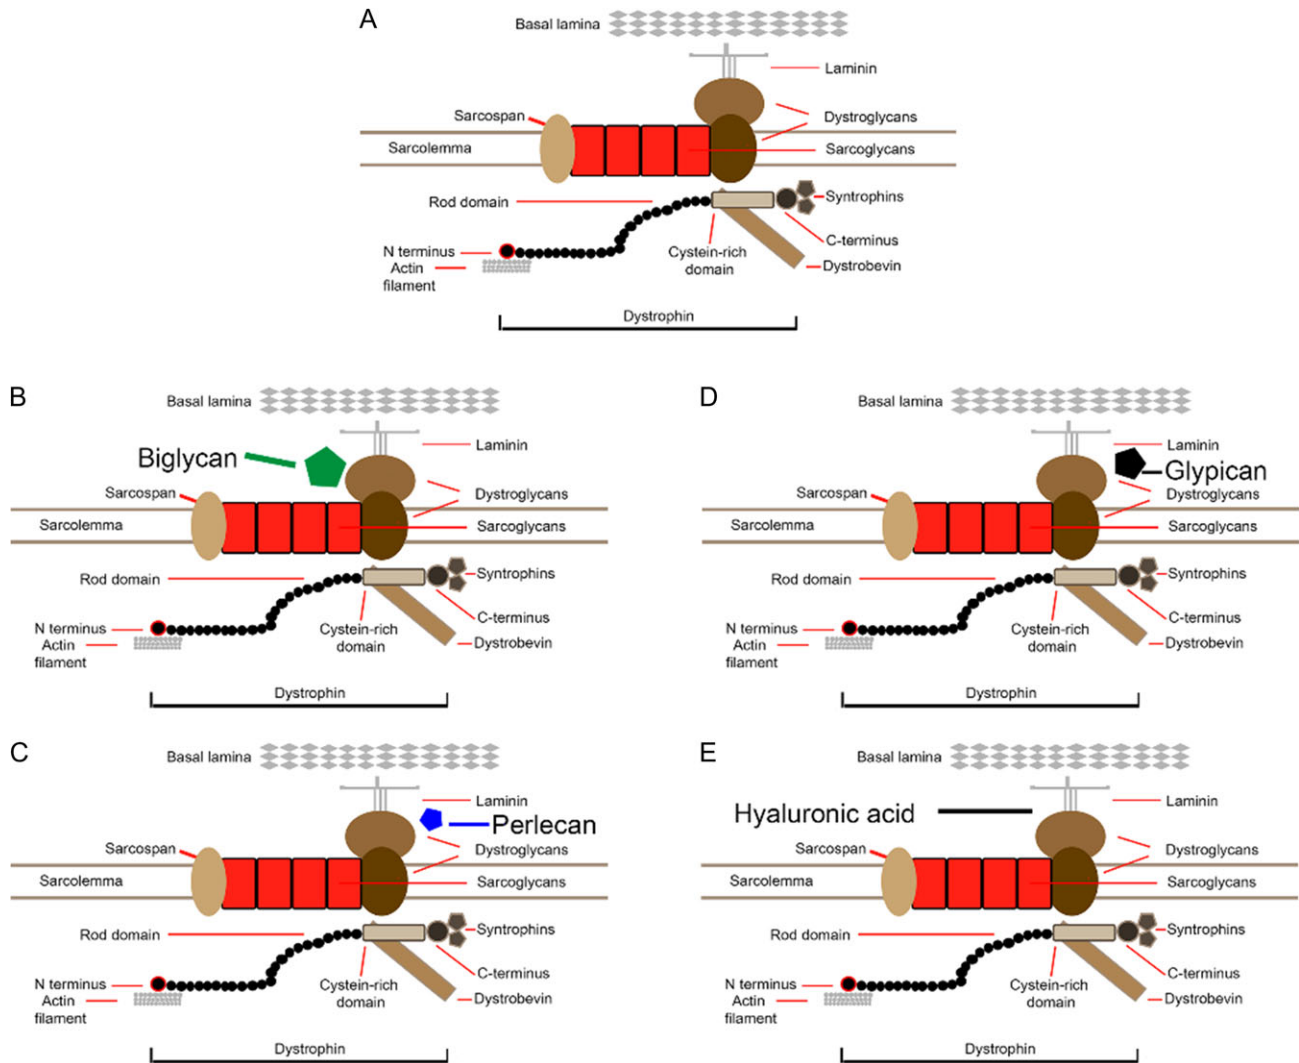 A
Basal lamina
Laminin
Sarcospan
Dystroglycans
Sarcolemma
Sarcoglycans
Rod domain
Syntrophins
N terminus
Actin
filament
Cystein-rich
domain
C-terminus
Dystrobevin
Dystrophin
B
Basal lamina
Laminin
Biglycan
Sarcospan
Dystroglycans
Sarcolemma
Sarcoglycans
Rod domain
Syntrophins
N terminus
Actin
filament
Cystein-rich
domain
C-terminus
Dystrobevin
Dystrophin
D
Basal lamina
Laminin
Glypican
Sarcospan
Dystroglycans
Sarcolemma
Sarcoglycans
Rod domain
Syntrophins
N terminus
Actin
filament
Cystein-rich
domain
C-terminus
Dystrobevin
Dystrophin
C
Basal lamina
Laminin
Perlecan
Sarcospan
Dystroglycans
Sarcolemma
Sarcoglycans
Rod domain
Syntrophins
N terminus
Actin
filament
Cystein-rich
domain
C-terminus
Dystrobevin
Dystrophin
E
Basal lamina
Laminin
Hyaluronic acid
Sarcospan
Dystroglycans
Sarcolemma
Sarcoglycans
Rod domain
Syntrophins
N terminus
Actin
filament
Cystein-rich
domain
C-terminus
Dystrobevin
Dystrophin